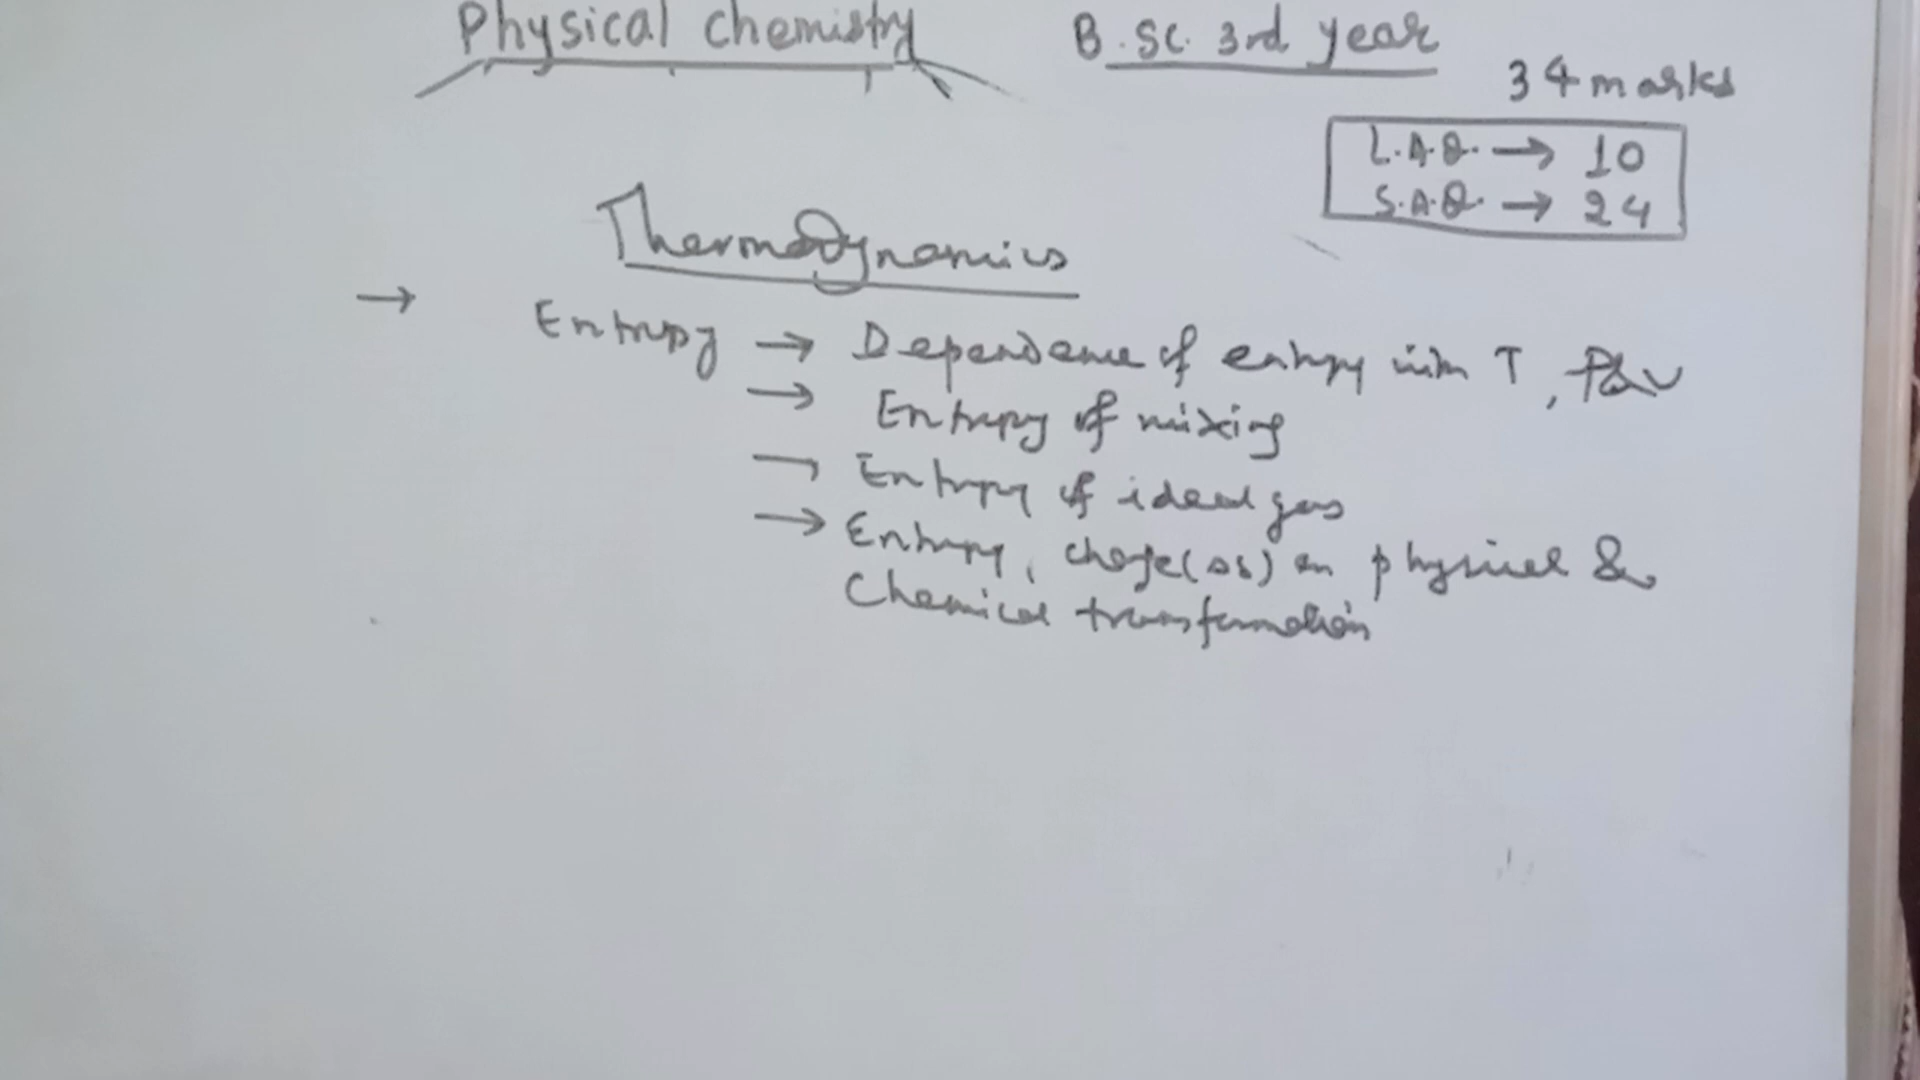 Physical Chemistry B.Sc. 3rd year
34 marks
L.A.Q. → 10
S.A.Q. → 24
Thermodynamics
→ Entropy → Dependence of entropy with T, P & V
→ Entropy of mixing
→ Entropy of ideal gas
→ Entropy, change (Δs) in physical &
Chemical transformation